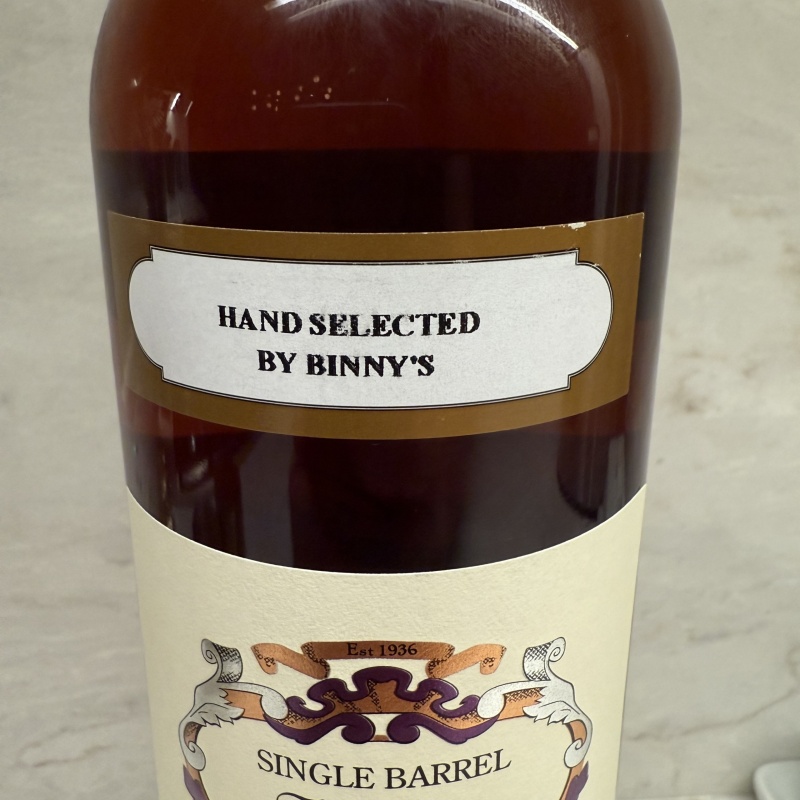 HAND SELECTED
BY BINNY'S
Est 1936
SINGLE BARREL